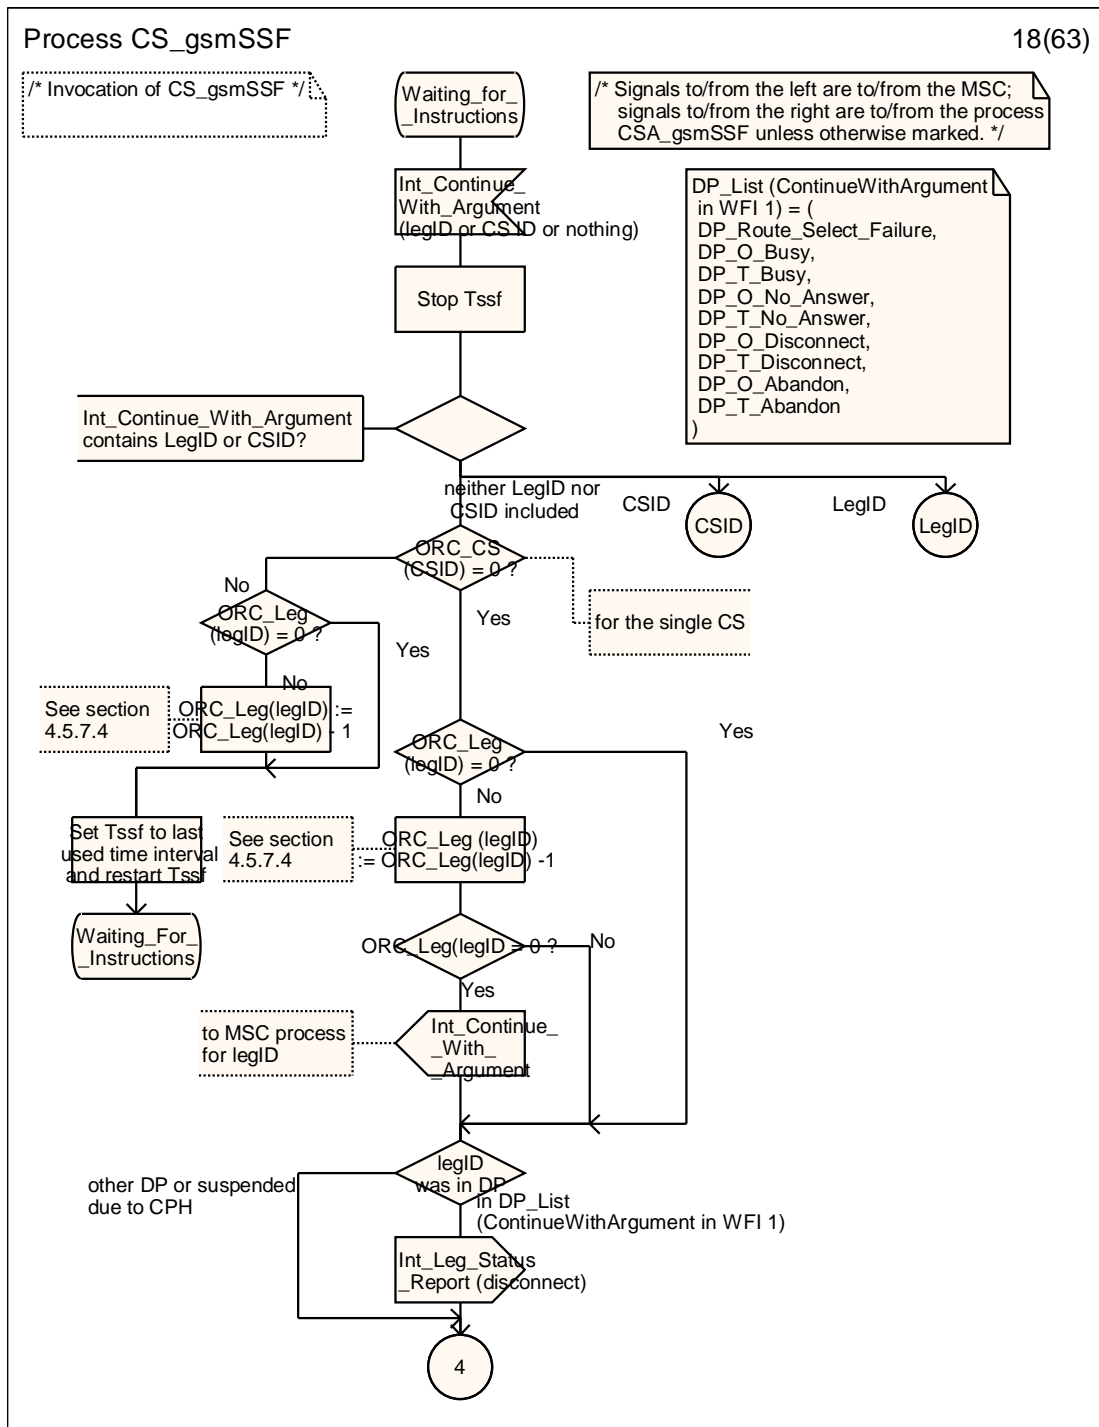 Process CS_gsmSSF
18(63)
/* Invocation of CS_gsmSSF */
Waiting_for_
_Instructions
/* Signals to/from the left are to/from the MSC;
signals to/from the right are to/from the process
CSA_gsmSSF unless otherwise marked. */
Int_Continue_
With_Argument
(legID or CS ID or nothing)
DP_List (ContinueWithArgument
in WFI 1) = (
DP_Route_Select_Failure,
DP_O_Busy,
DP_T_Busy,
DP_O_No_Answer,
DP_T_No_Answer,
DP_O_Disconnect,
DP_T_Disconnect,
DP_O_Abandon,
DP_T_Abandon
)
Stop Tssf
Int_Continue_With_Argument
contains LegID or CSID?
neither LegID nor
CSID included
CSID
CSID
LegID
LegID
ORC_CS
(CSID) = 0 ?
No
Yes
for the single CS
ORC_Leg
(legID) = 0 ?
Yes
No
See section
4.5.7.4
ORC_Leg(legID) :=
ORC_Leg(legID) - 1
ORC_Leg
(legID) = 0 ?
Yes
No
Set Tssf to last
used time interval
and restart Tssf
See section
4.5.7.4
ORC_Leg (legID)
:= ORC_Leg(legID) -1
Waiting_For_
_Instructions
ORC_Leg(legID = 0 ?
No
Yes
to MSC process
for legID
Int_Continue_
_With_
_Argument
legID
was in DP
other DP or suspended
due to CPH
in DP_List
(ContinueWithArgument in WFI 1)
Int_Leg_Status
_Report (disconnect)
4